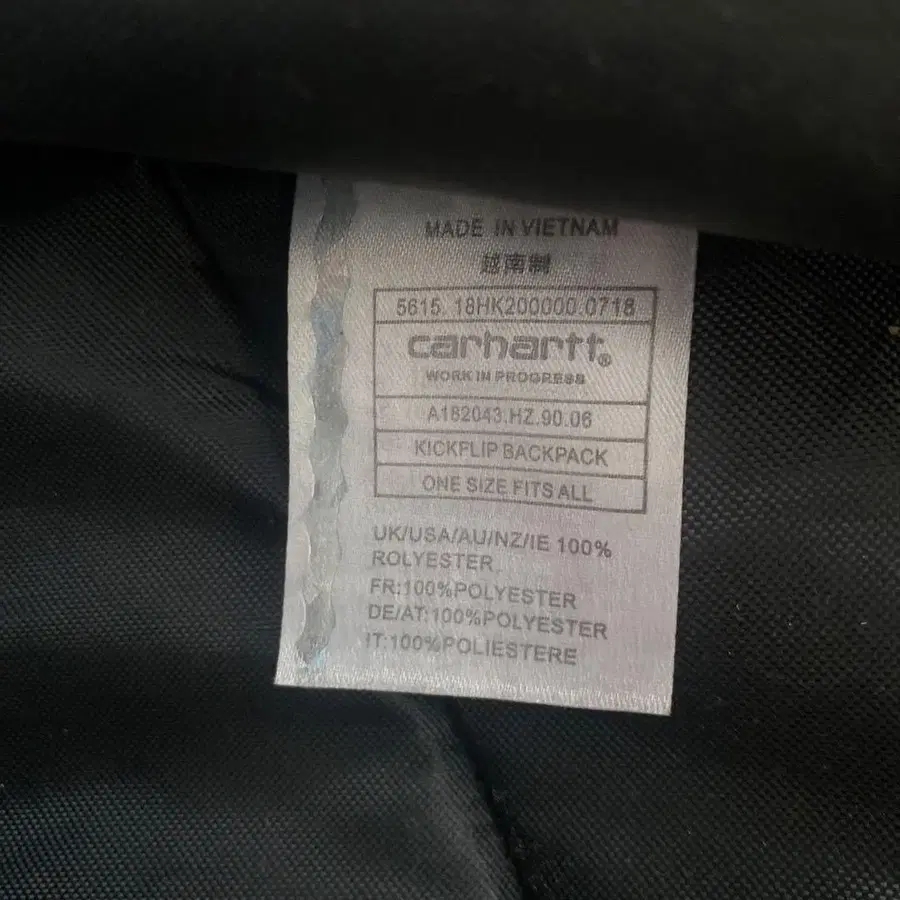 MADE IN VIETNAM
越南制
5615. 18HK200000.0718
carhartt®
WORK IN PROGRESS
A182043.HZ.90.06
KICKFLIP BACKPACK
ONE SIZE FITS ALL
UK/USA/AU/NZ/IE 100%
ROLYESTER
FR:100%POLYESTER
DE/AT:100%POLYESTER
IT:100%POLIESTERE